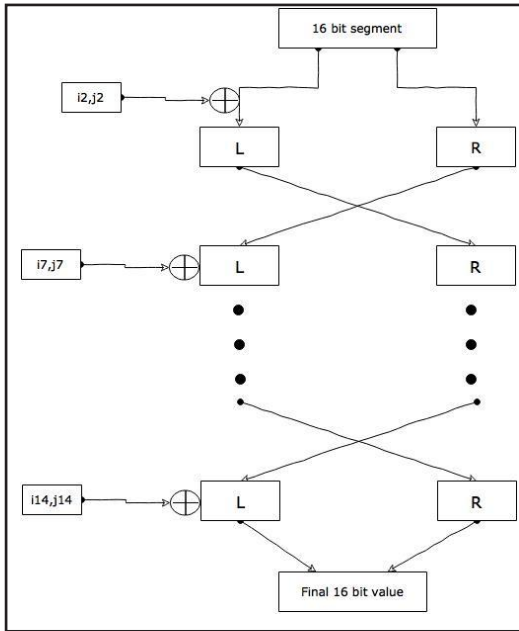 16 bit segment
i2,j2
L R
i7,j7
L R
i14,j14
L R
Final 16 bit value